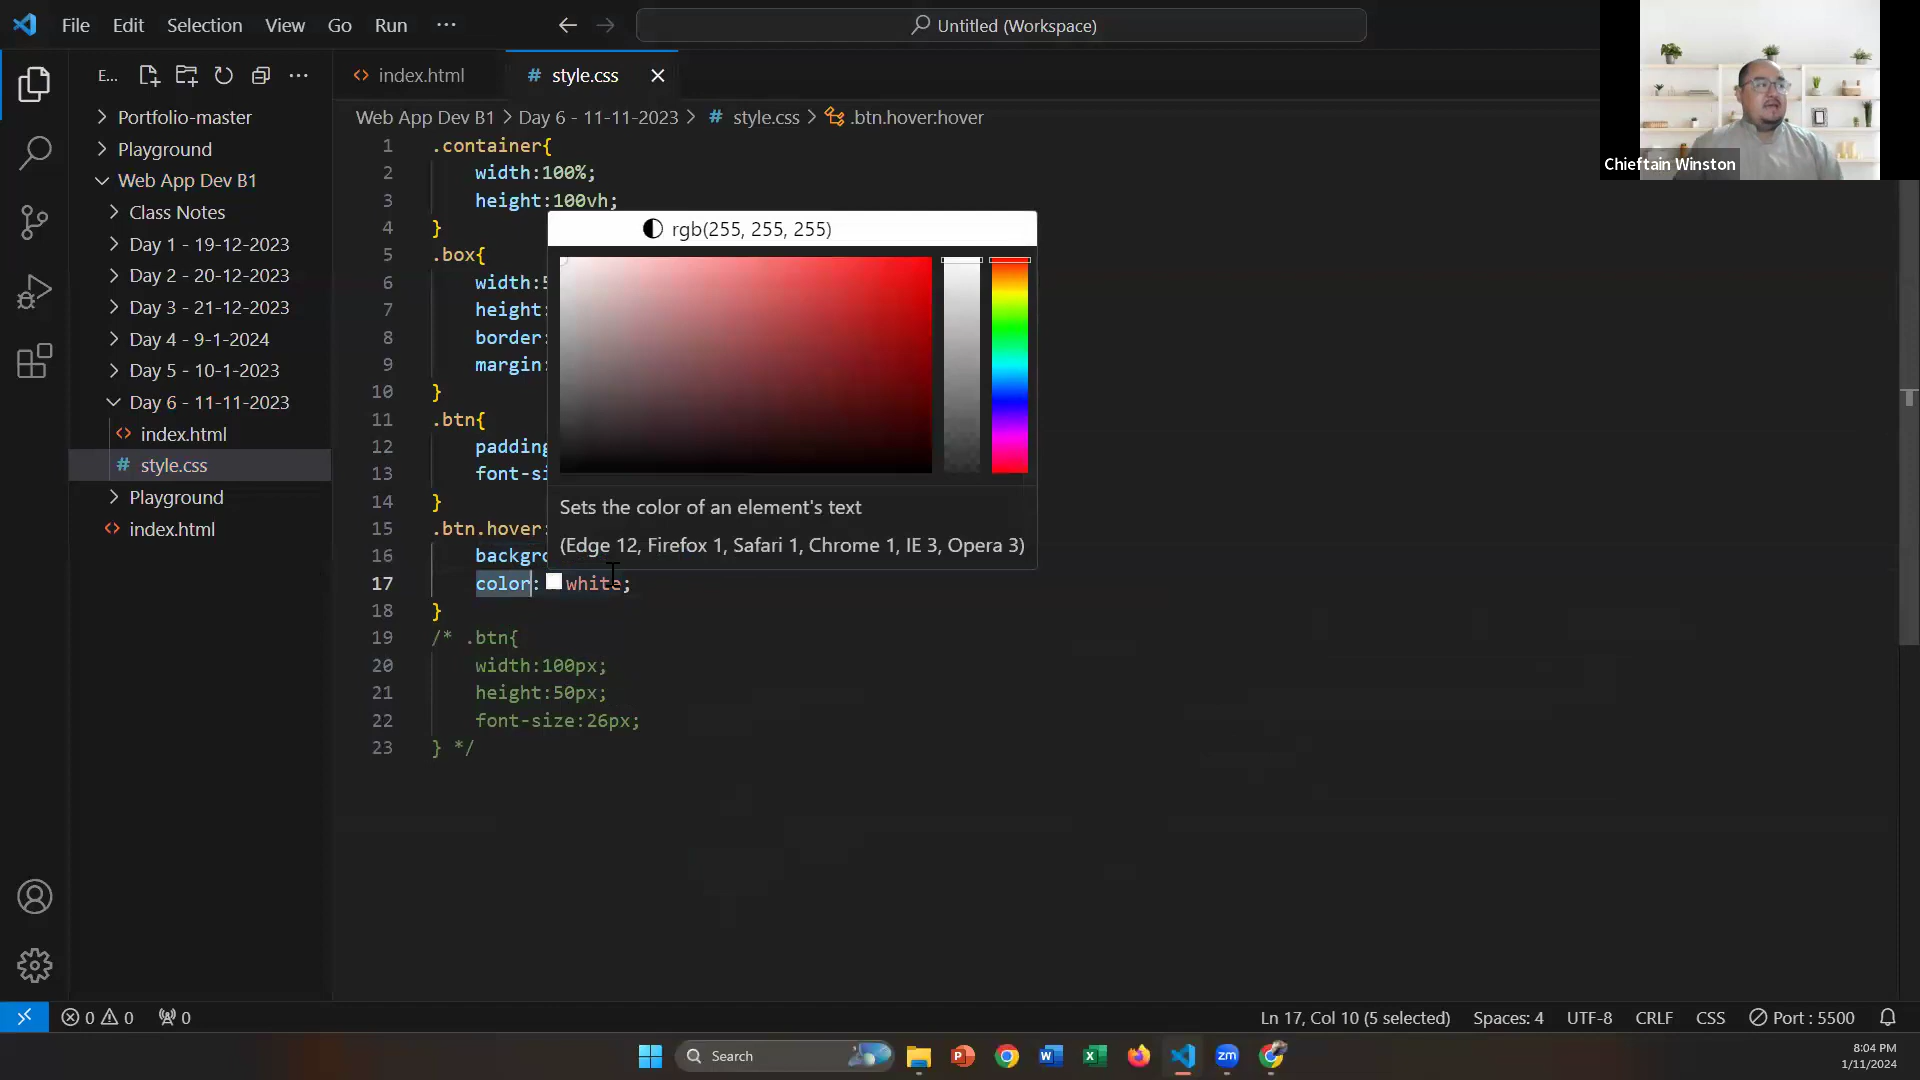 File Edit Selection View Go Run ···
Untitled (Workspace)
E...
index.html
# style.css
Web App Dev B1 > Day 6 - 11-11-2023 > # style.css > .btn.hover:hover
Portfolio-master
Playground
Web App Dev B1
Class Notes
Day 1 - 19-12-2023
Day 2 - 20-12-2023
Day 3 - 21-12-2023
Day 4 - 9-1-2024
Day 5 - 10-1-2023
Day 6 - 11-11-2023
index.html
# style.css
Playground
index.html
1 .container{
2 width:100%;
3 height:100vh;
4 }
5 .box{
6 width:5
7 height:
8 border:
9 margin:
10 }
11 .btn{
12 padding
13 font-si
14 }
15 .btn.hover:
16 backgro
17 color: white;
18 }
19 /* .btn{
20 width:100px;
21 height:50px;
22 font-size:26px;
23 } */
rgb(255, 255, 255)
Sets the color of an element's text
(Edge 12, Firefox 1, Safari 1, Chrome 1, IE 3, Opera 3)
Chieftain Winston
0 0 0
Ln 17, Col 10 (5 selected) Spaces: 4 UTF-8 CRLF CSS Port : 5500
Search
8:04 PM
1/11/2024